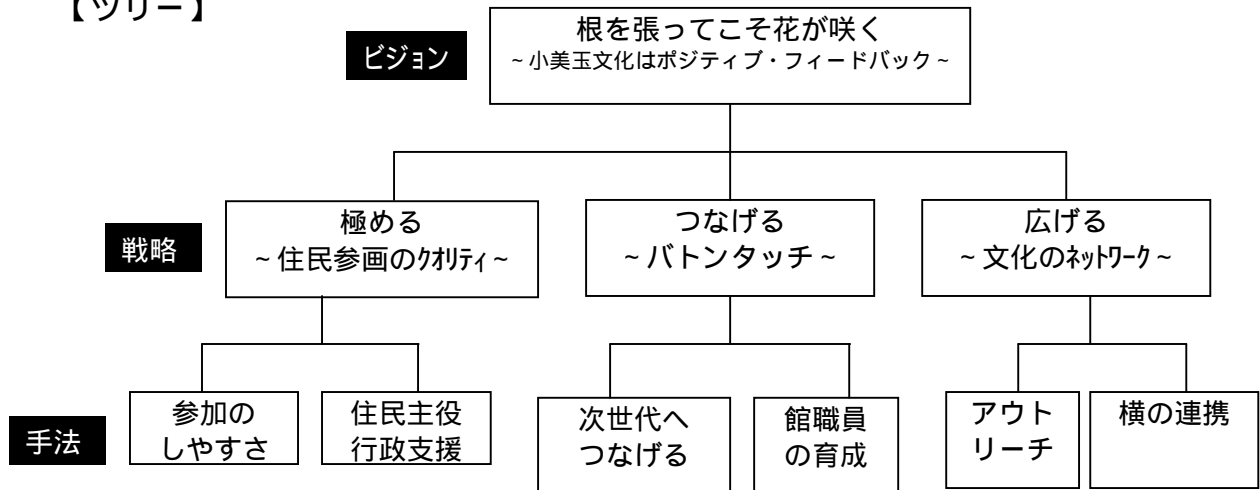 【ツリー】
ビジョン
根を張ってこそ花が咲く
~小美玉文化はポジティブ・フィードバック~
戦略
極める
~住民参画のｸｵﾘﾃｨ~
つなげる
~バトンタッチ~
広げる
~文化のﾈｯﾄﾜｰｸ~
手法
参加の
しやすさ
住民主役
行政支援
次世代へ
つなげる
館職員
の育成
アウト
リーチ
横の連携